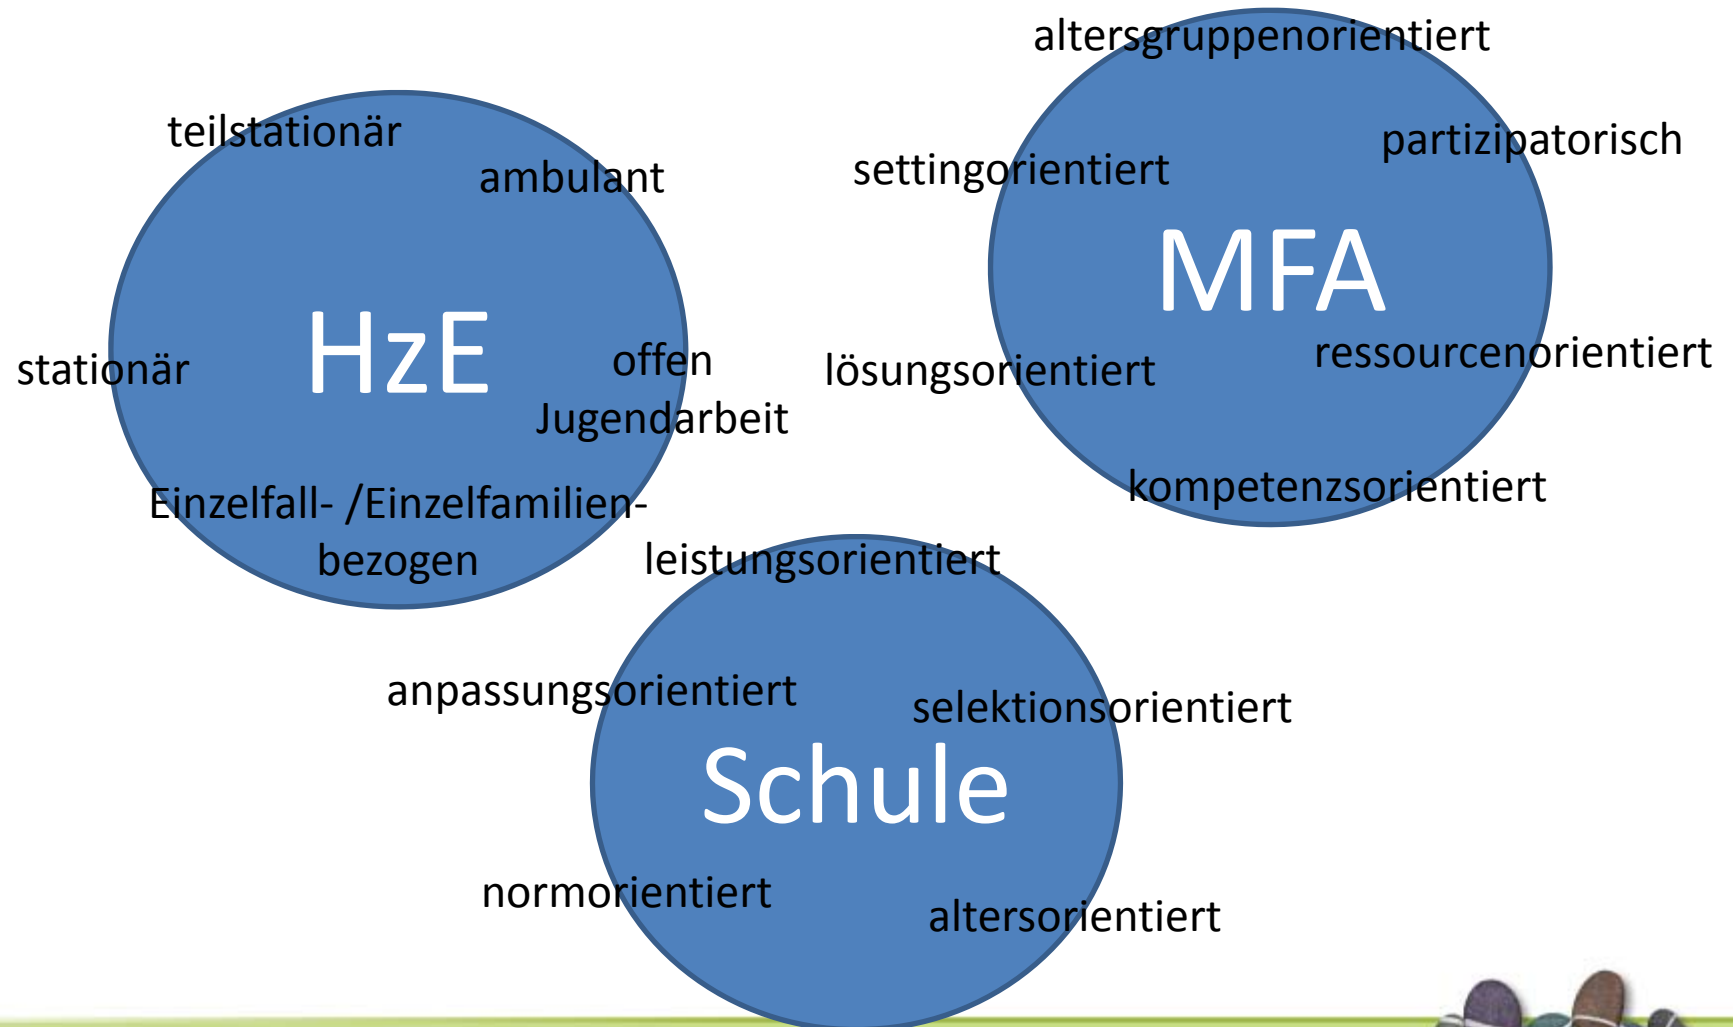 altersgruppenorientiert
teilstationär
partizipatorisch
ambulant
settingorientiert
MFA
HzE
stationär
offen
Jugendarbeit
lösungsorientiert
ressourcenorientiert
Einzelfall- /Einzelfamilien-
bezogen
kompetenzsorientiert
leistungsorientiert
anpassungsorientiert
selektionsorientiert
Schule
normorientiert
altersorientiert